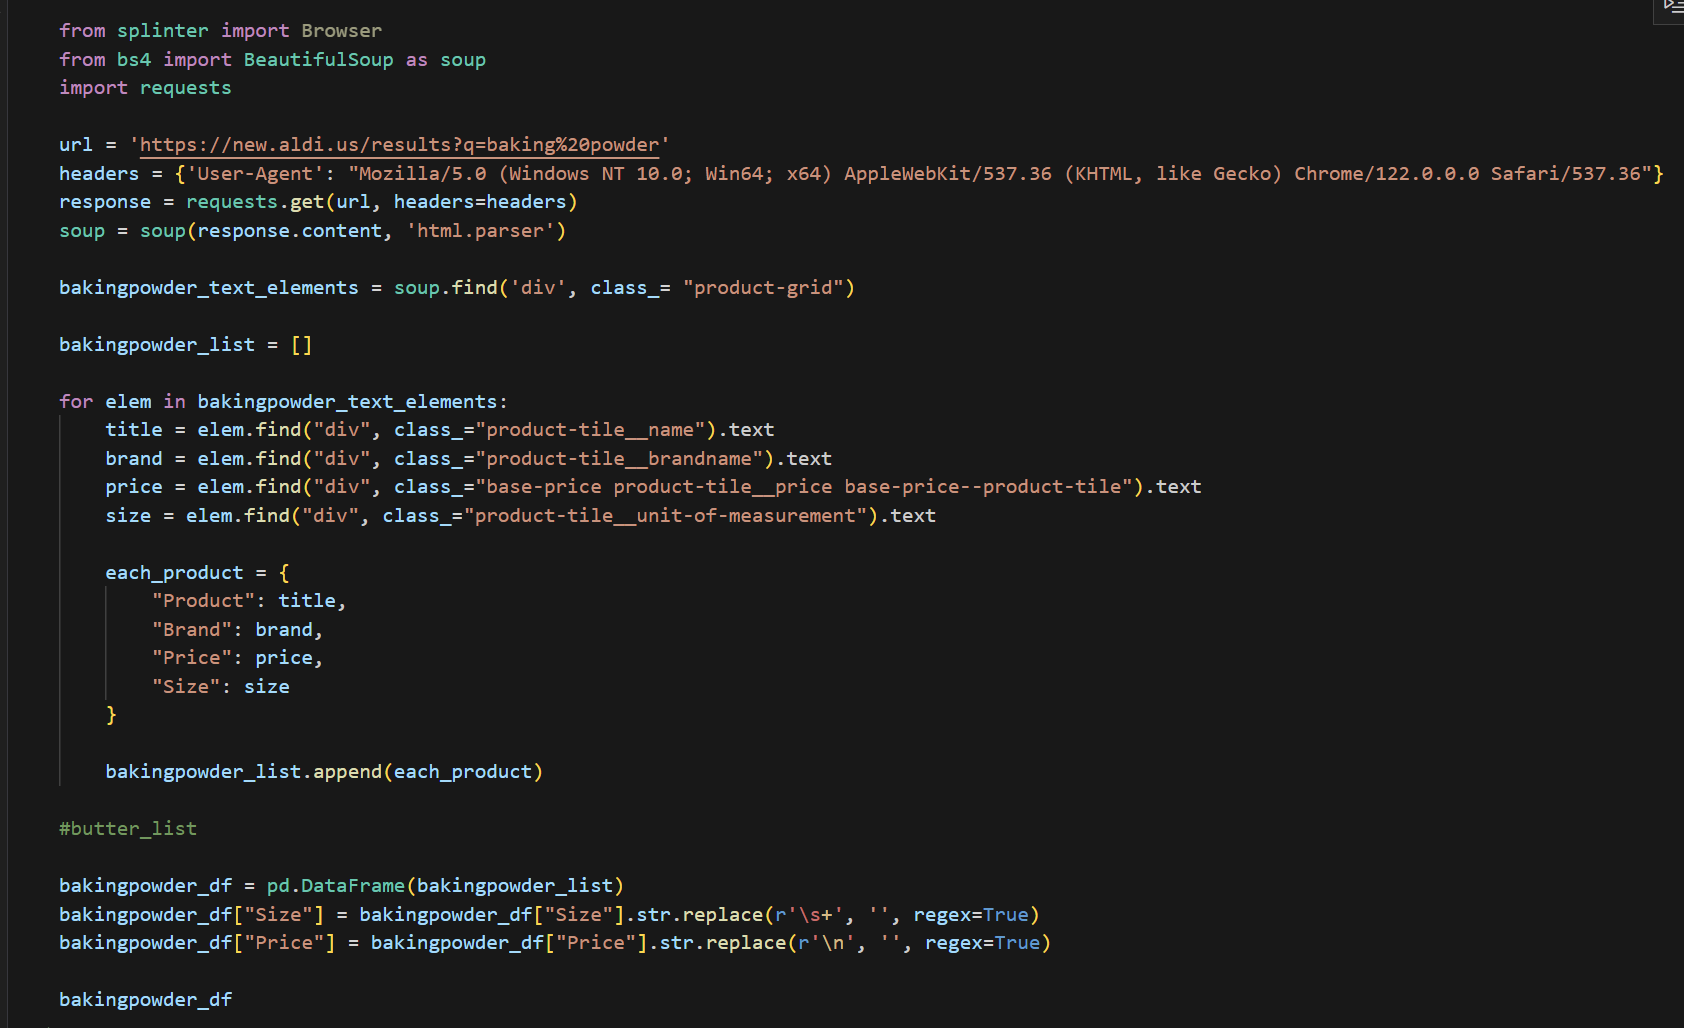 from splinter import Browser
from bs4 import BeautifulSoup as soup
import requests
url = 'https://new.aldi.us/results?q=baking%20powder'
headers = {'User-Agent': "Mozilla/5.0 (Windows NT 10.0; Win64; x64) AppleWebKit/537.36 (KHTML, like Gecko) Chrome/122.0.0.0 Safari/537.36"}
response = requests.get(url, headers=headers)
soup = soup(response.content, 'html.parser')
bakingpowder_text_elements = soup.find('div', class_= "product-grid")
bakingpowder_list = []
for elem in bakingpowder_text_elements:
    title = elem.find("div", class_="product-tile__name").text
    brand = elem.find("div", class_="product-tile__brandname").text
    price = elem.find("div", class_="base-price product-tile__price base-price--product-tile").text
    size = elem.find("div", class_="product-tile__unit-of-measurement").text
    each_product = {
        "Product": title,
        "Brand": brand,
        "Price": price,
        "Size": size
    }
    bakingpowder_list.append(each_product)
#butter_list
bakingpowder_df = pd.DataFrame(bakingpowder_list)
bakingpowder_df["Size"] = bakingpowder_df["Size"].str.replace(r'\s+', '', regex=True)
bakingpowder_df["Price"] = bakingpowder_df["Price"].str.replace(r'\n', '', regex=True)
bakingpowder_df